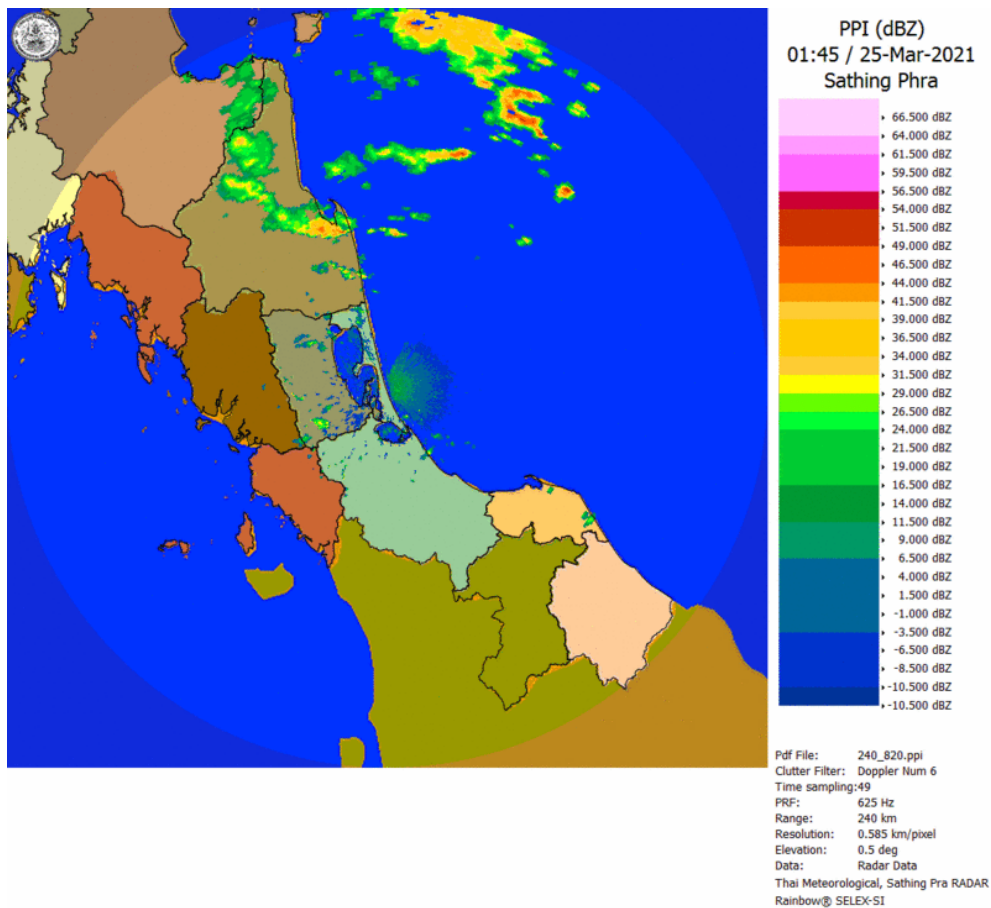 PPI (dBZ)
01:45 / 25-Mar-2021
Sathing Phra
66.500 dBZ
64.000 dBZ
61.500 dBZ
59.500 dBZ
56.500 dBZ
54.000 dBZ
51.500 dBZ
49.000 dBZ
46.500 dBZ
44.000 dBZ
41.500 dBZ
39.000 dBZ
36.500 dBZ
34.000 dBZ
31.500 dBZ
29.000 dBZ
26.500 dBZ
24.000 dBZ
21.500 dBZ
19.000 dBZ
16.500 dBZ
14.000 dBZ
11.500 dBZ
9.000 dBZ
6.500 dBZ
4.000 dBZ
1.500 dBZ
-1.000 dBZ
-3.500 dBZ
-6.500 dBZ
-8.500 dBZ
-10.500 dBZ
-10.500 dBZ
Pdf File: 240_820.ppi
Clutter Filter: Doppler Num 6
Time sampling:49
PRF: 625 Hz
Range: 240 km
Resolution: 0.585 km/pixel
Elevation: 0.5 deg
Data: Radar Data
Thai Meteorological, Sathing Pra RADAR
Rainbow® SELEX-SI